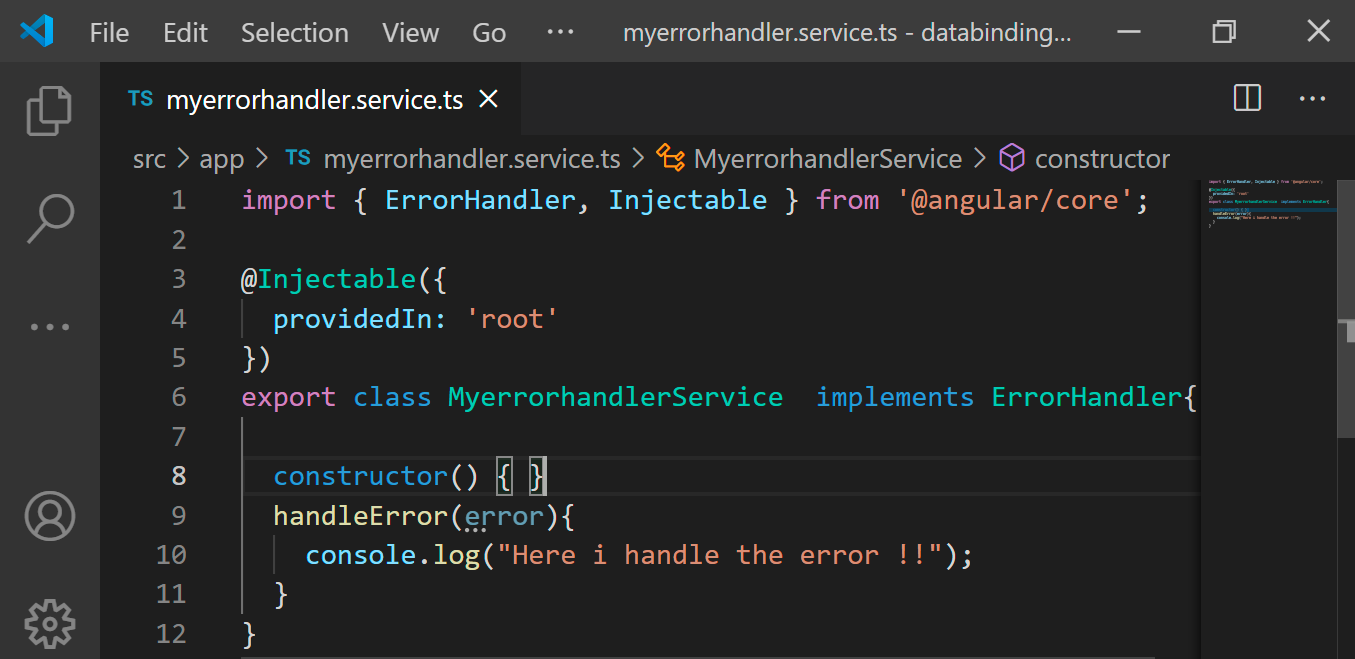 File Edit Selection View Go ··· myerrorhandler.service.ts - databinding...
TS myerrorhandler.service.ts ×
src > app > TS myerrorhandler.service.ts > MyerrorhandlerService > constructor
1 import { ErrorHandler, Injectable } from '@angular/core';
2
3 @Injectable({
4   providedIn: 'root'
5 })
6 export class MyerrorhandlerService  implements ErrorHandler{
7
8   constructor() { }
9   handleError(error){
10     console.log("Here i handle the error !!");
11   }
12 }